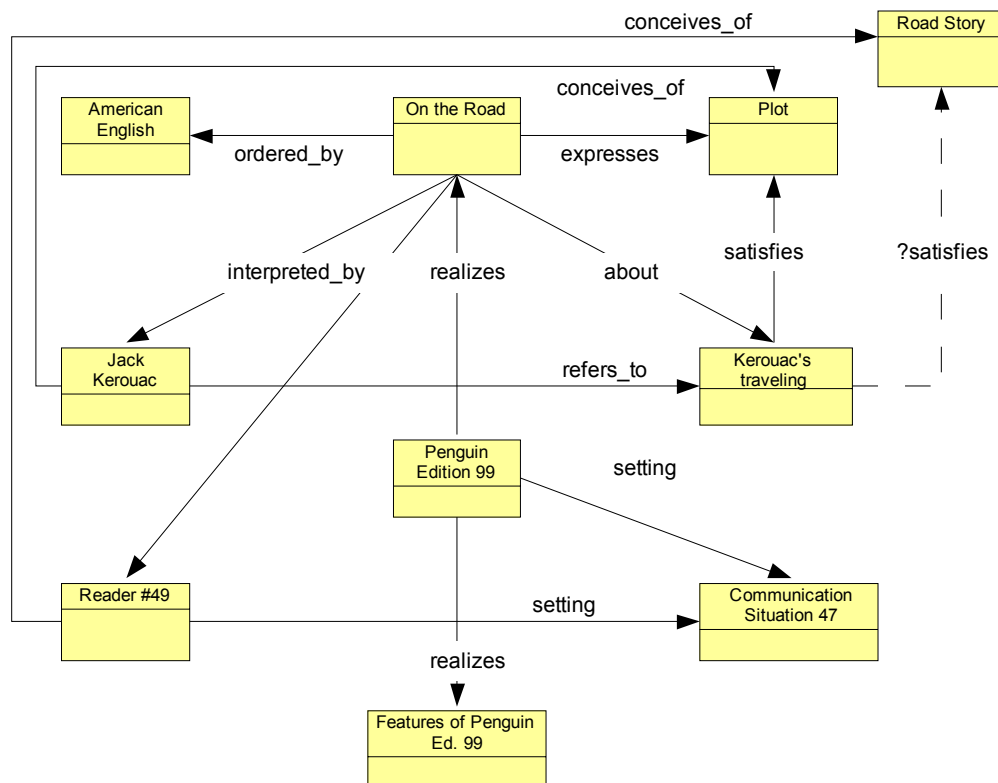 conceives_of
Road Story
conceives_of
American
English
On the Road
Plot
ordered_by
expresses
interpreted_by
realizes
about
satisfies
?satisfies
Jack
Kerouac
refers_to
Kerouac's
traveling
Penguin
Edition 99
setting
Reader #49
setting
Communication
Situation 47
realizes
Features of Penguin
Ed. 99